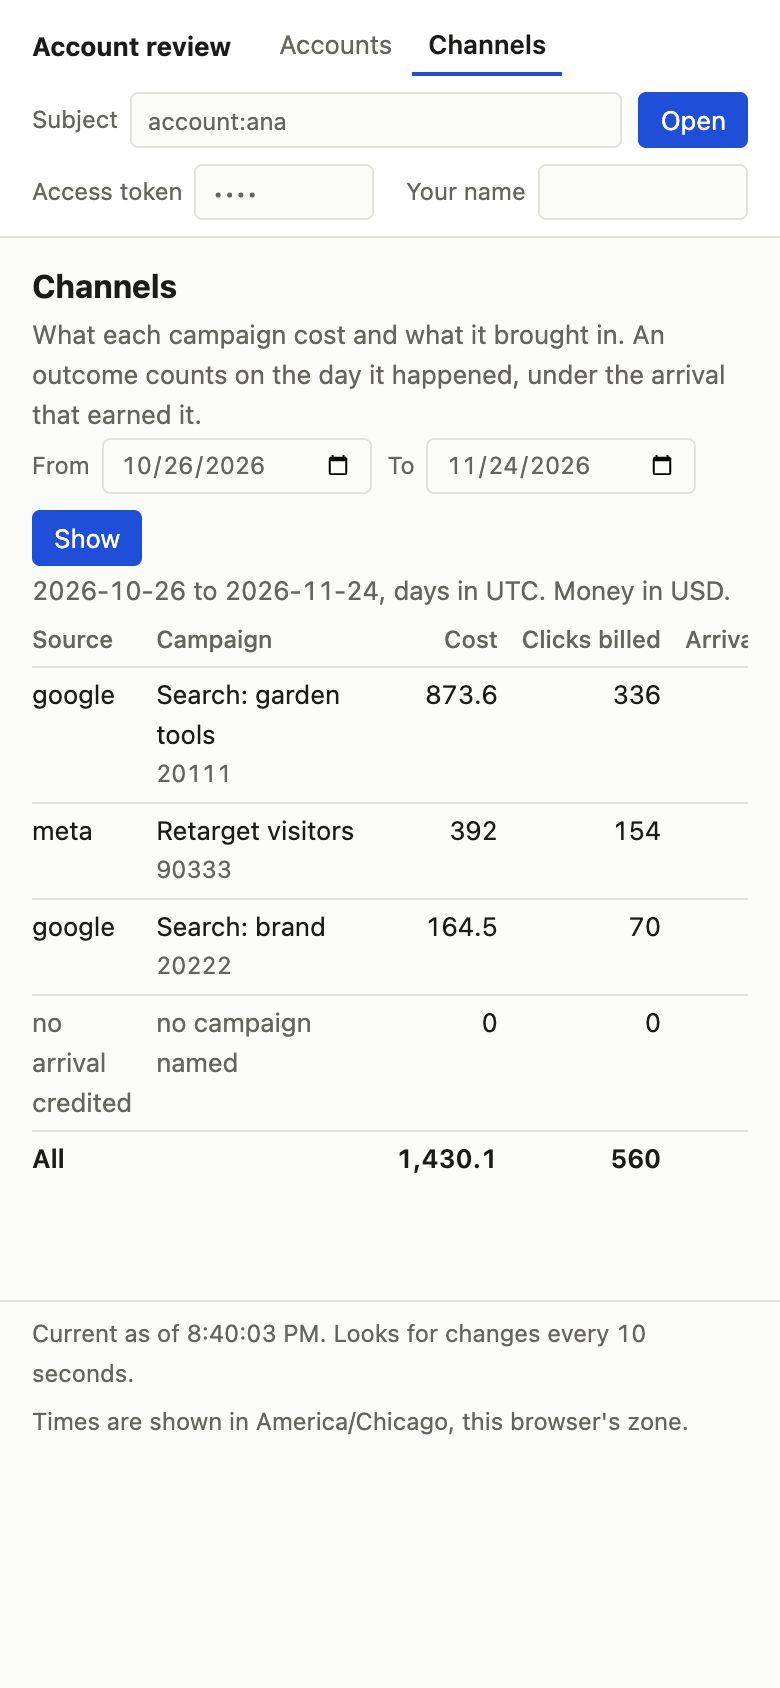 Account review Accounts Channels
Subject account:ana Open
Access token •••• Your name
Channels
What each campaign cost and what it brought in. An
outcome counts on the day it happened, under the arrival
that earned it.
From 10/26/2026 To 11/24/2026
Show
2026-10-26 to 2026-11-24, days in UTC. Money in USD.
Source Campaign Cost Clicks billed
google Search: garden 873.6 336
tools
20111
meta Retarget visitors 392 154
90333
google Search: brand 164.5 70
20222
no no campaign 0 0
arrival named
credited
All 1,430.1 560
Current as of 8:40:03 PM. Looks for changes every 10
seconds.
Times are shown in America/Chicago, this browser's zone.